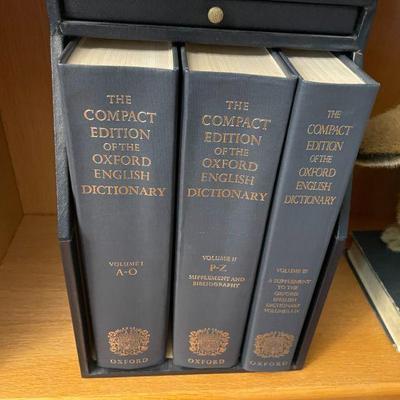 THE
COMPACT
EDITION
OF THE
OXFORD
ENGLISH
DICTIONARY
VOLUME I
A-O
OXFORD
THE
COMPACT
EDITION
OF THE
OXFORD
ENGLISH
DICTIONARY
VOLUME II
P-Z
SUPPLEMENT AND
BIBLIOGRAPHY
OXFORD
THE
COMPACT
EDITION
OF THE
OXFORD
ENGLISH
DICTIONARY
VOLUME III
A SUPPLEMENT
TO THE
OXFORD
ENGLISH
DICTIONARY
VOLUMES I-IV
OXFORD